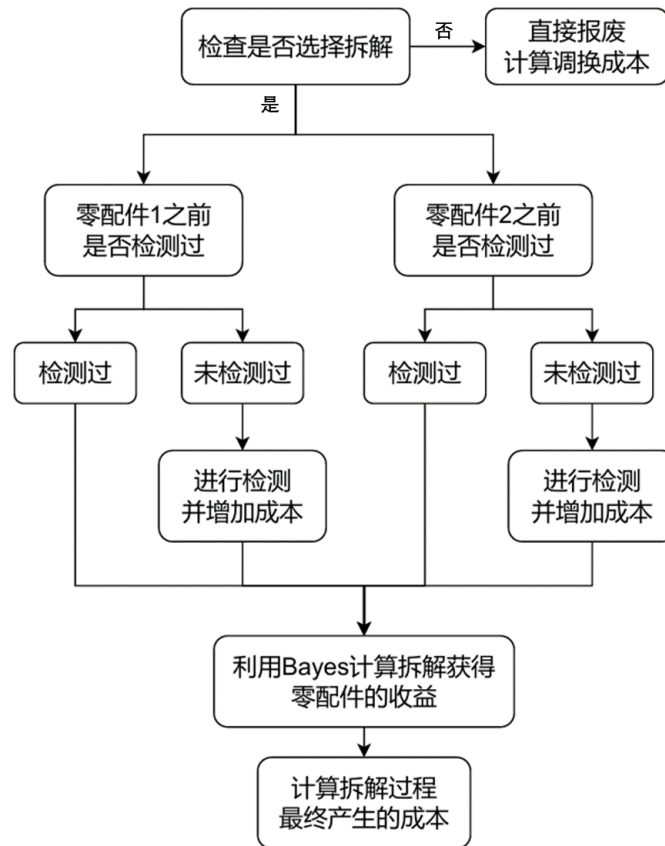 检查是否选择拆解
否
直接报废
计算调换成本
是
零配件1之前
是否检测过
零配件2之前
是否检测过
检测过
未检测过
检测过
未检测过
进行检测
并增加成本
进行检测
并增加成本
利用Bayes计算拆解获得
零配件的收益
计算拆解过程
最终产生的成本